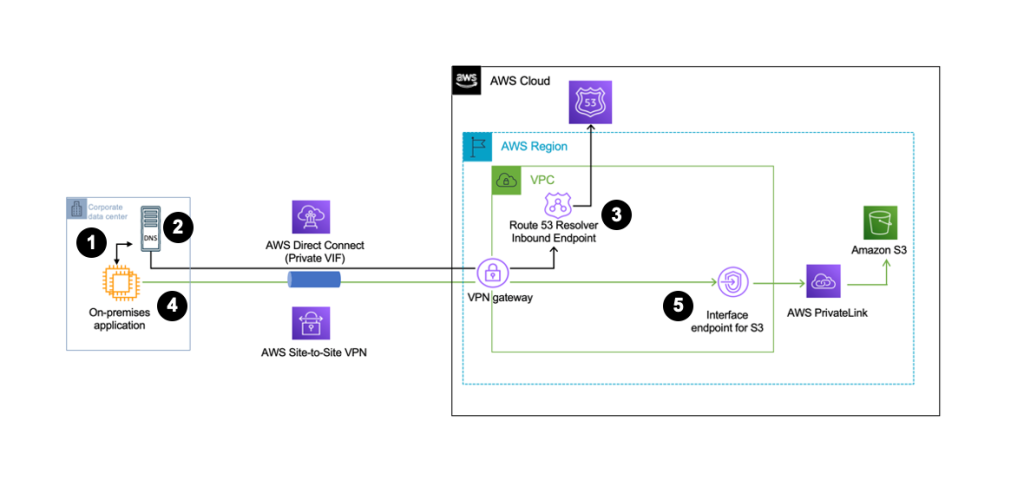 aws
AWS Cloud
53
AWS Region
VPC
Corporate
data center
1
2
DNS
3
Route 53 Resolver
Inbound Endpoint
AWS Direct Connect
(Private VIF)
Amazon S3
VPN gateway
4
On-premises
application
5
Interface
endpoint for S3
AWS PrivateLink
AWS Site-to-Site VPN